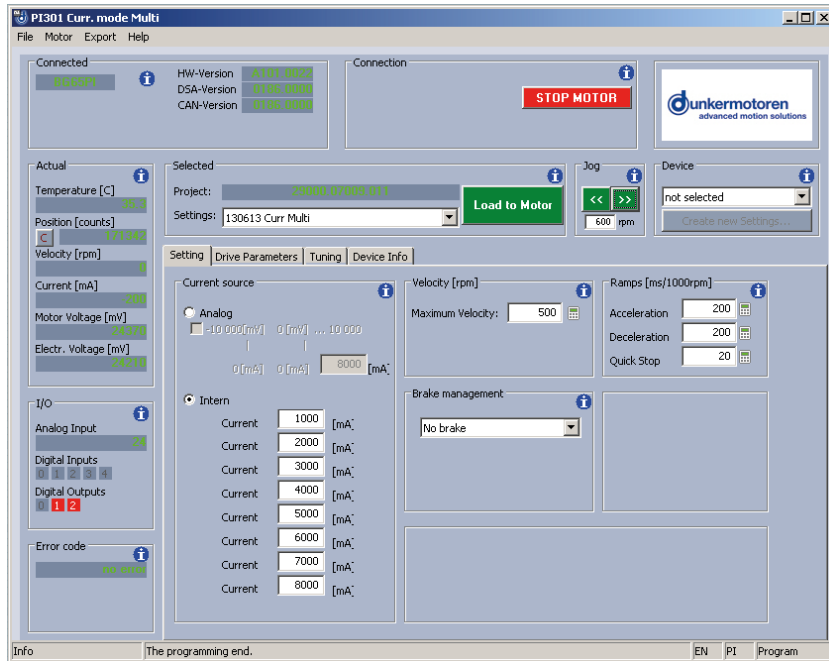 PI301 Curr. mode Multi
File Motor Export Help
Connected
HW-Version
DSA-Version
CAN-Version
Connection
STOP MOTOR
dunkermotoren
advanced motion solutions
Actual
Temperature [C]
Position [counts]
C
Velocity [rpm]
Current [mA]
Motor Voltage [mV]
Electr. Voltage [mV]
I/O
Analog Input
Digital Inputs
0 1 2 3 4
Digital Outputs
0 1 2
Error code
Selected
Project:
Settings: 130613 Curr Multi
Load to Motor
Jog
<< >>
600 rpm
Device
not selected
Create new Settings...
Setting Drive Parameters Tuning Device Info
Current source
Analog
-10 000[mV] 0 [mV] ... 10 000
0[mA] 0 [mA] 8000 [mA]
Intern
Current 1000 [mA]
Current 2000 [mA]
Current 3000 [mA]
Current 4000 [mA]
Current 5000 [mA]
Current 6000 [mA]
Current 7000 [mA]
Current 8000 [mA]
Velocity [rpm]
Maximum Velocity: 500
Ramps [ms/1000rpm]
Acceleration 200
Deceleration 200
Quick Stop 20
Brake management
No brake
Info The programming end. EN PI Program